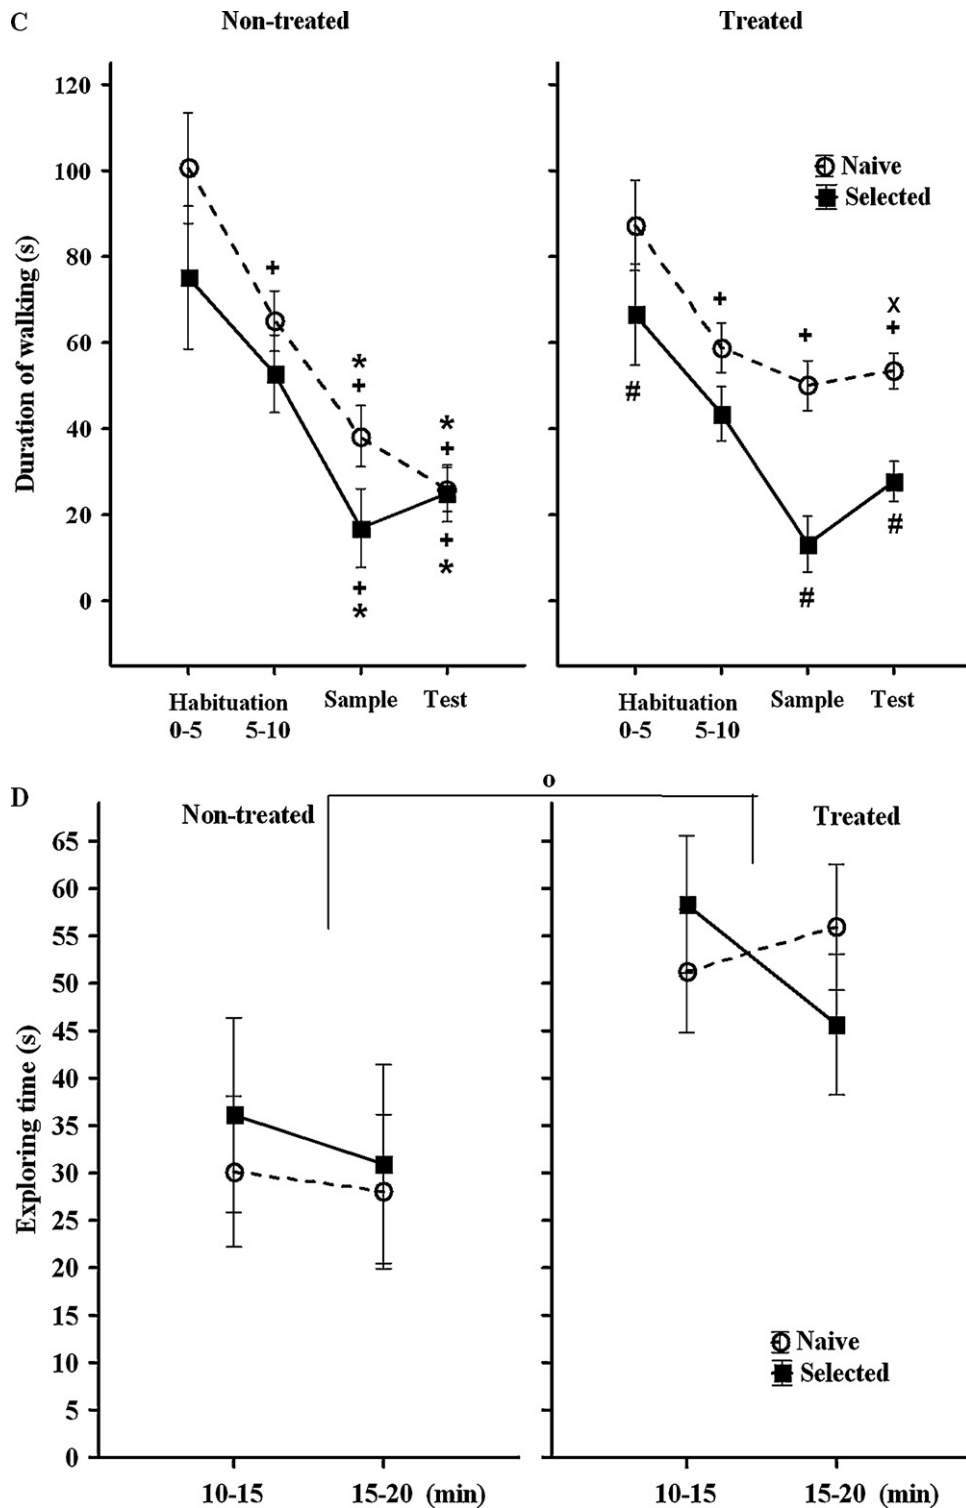 C
Non-treated
Treated
Duration of walking (s)
120
100
80
60
40
20
0
+
*
+
*
+
+
*
+
*
Habituation
0-5
5-10
Sample
Test
Naive
Selected
+
+
x
+
#
#
#
Habituation
0-5
5-10
Sample
Test
D
o
Non-treated
Treated
Exploring time (s)
65
60
55
50
45
40
35
30
25
20
15
10
5
0
Naive
Selected
10-15
15-20 (min)
10-15
15-20 (min)